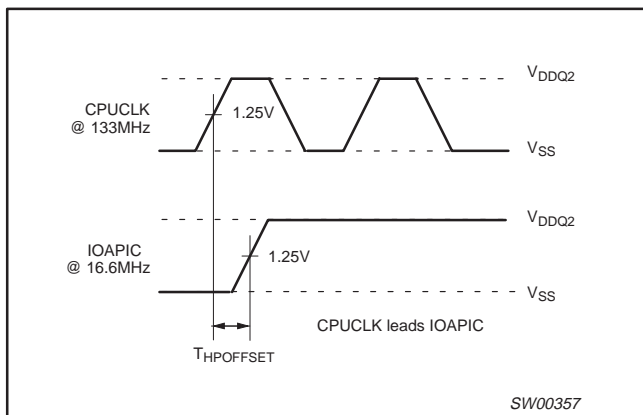 VDDQ2
CPUCLK
@ 133MHz
1.25V
VSS
VDDQ2
IOAPIC
@ 16.6MHz
1.25V
VSS
CPUCLK leads IOAPIC
THPOFFSET
SW00357